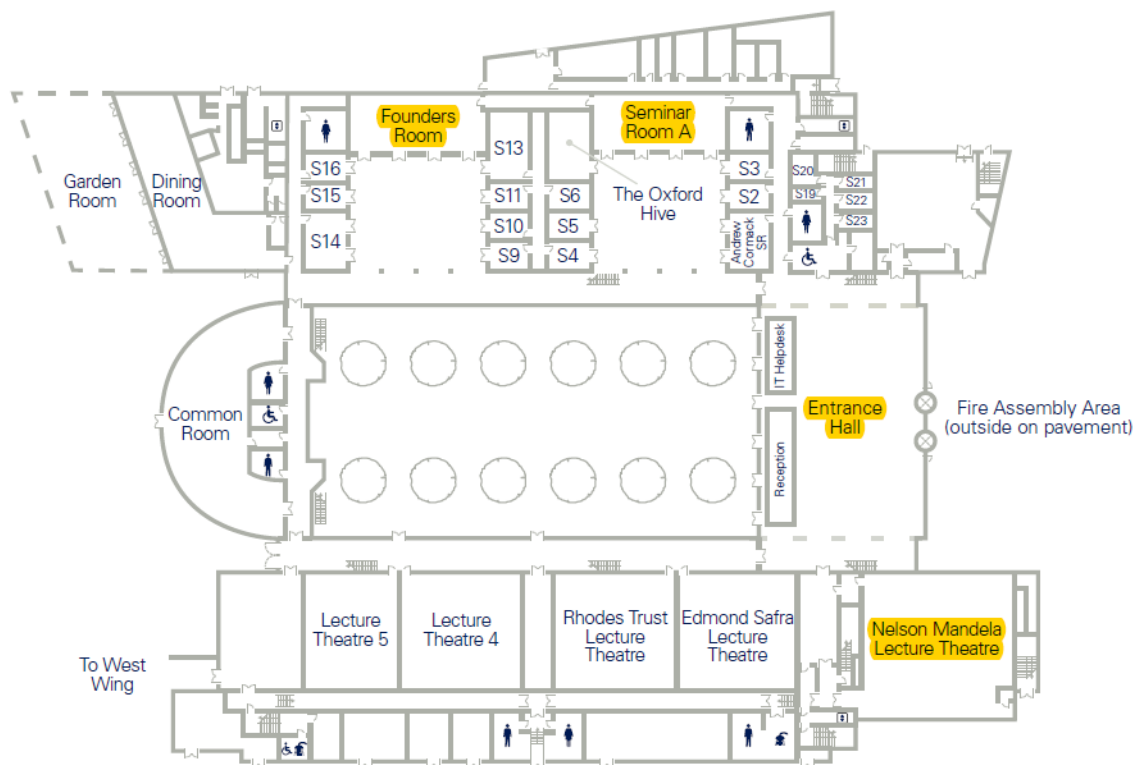 Founders
Room
Seminar
Room A
S13
S16
S3
S20
S21
Garden
Room
Dining
Room
S15
S11
S6
The Oxford
Hive
S2
S19
S22
S14
S10
S5
Andrew
Cormack
SR
S23
S9
S4
IT Helpdesk
Common
Room
Entrance
Hall
Fire Assembly Area
(outside on pavement)
Reception
Lecture
Theatre 5
Lecture
Theatre 4
Rhodes Trust
Lecture
Theatre
Edmond Safra
Lecture
Theatre
Nelson Mandela
Lecture Theatre
To West
Wing